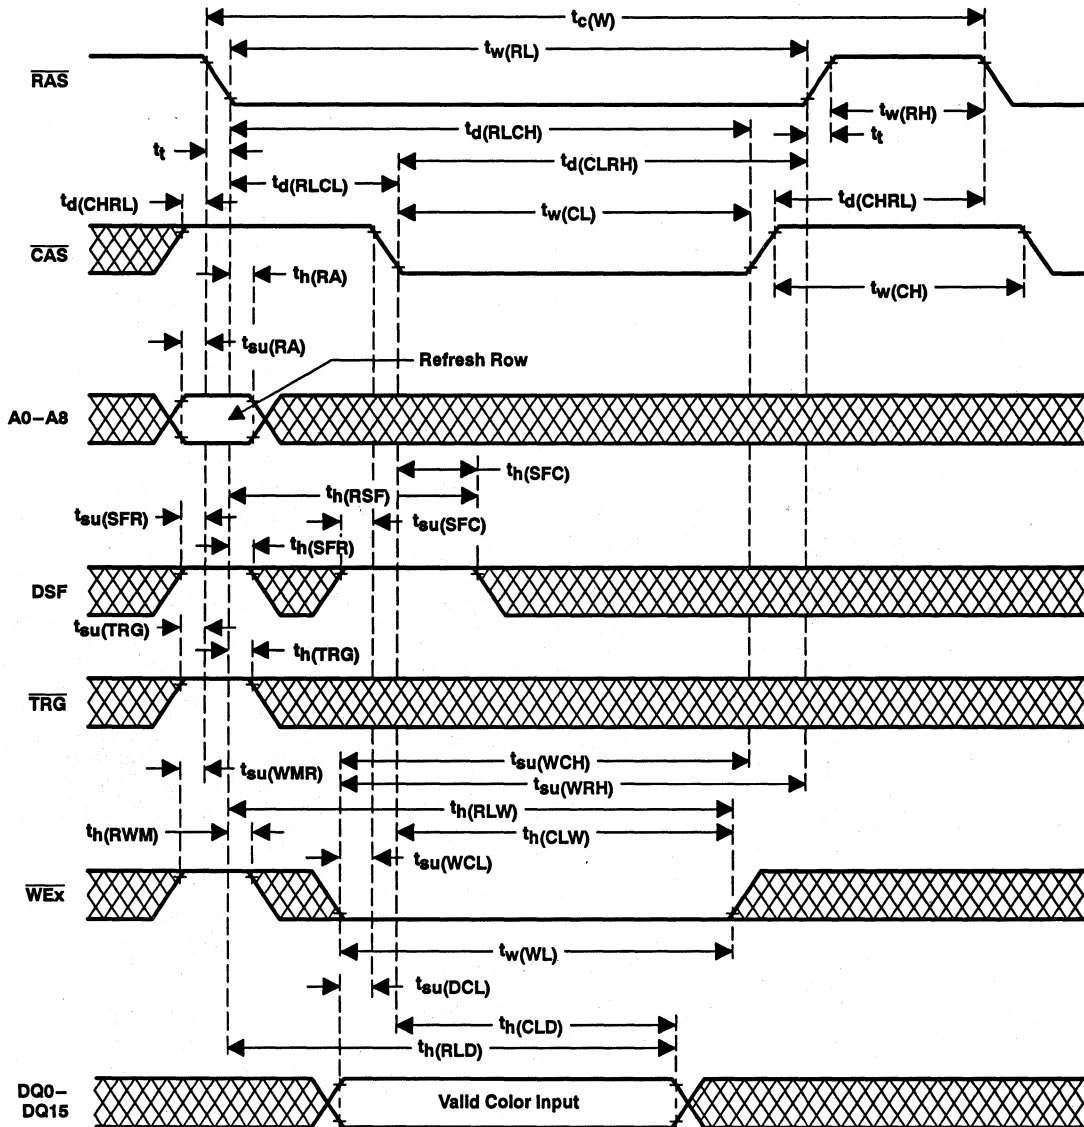 tc(W)
tw(RL)
RAS
tw(RH)
td(RLCH)
tt
tt
td(CLRH)
td(RLCL)
td(CHRL)
td(CHRL)
tw(CL)
CAS
th(RA)
tw(CH)
tsu(RA)
Refresh Row
A0–A8
th(SFC)
th(RSF)
tsu(SFR)
tsu(SFC)
th(SFR)
DSF
tsu(TRG)
th(TRG)
TRG
tsu(WCH)
tsu(WMR)
tsu(WRH)
th(RLW)
th(RWM)
th(CLW)
tsu(WCL)
WEx
tw(WL)
tsu(DCL)
th(CLD)
th(RLD)
DQ0–
DQ15
Valid Color Input